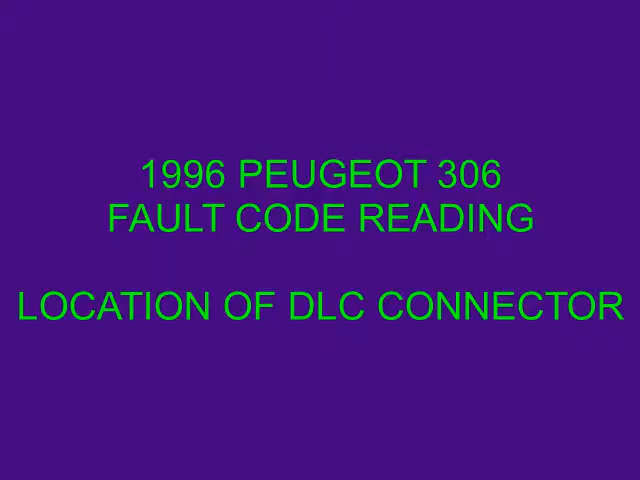 1996 PEUGEOT 306
FAULT CODE READING
LOCATION OF DLC CONNECTOR